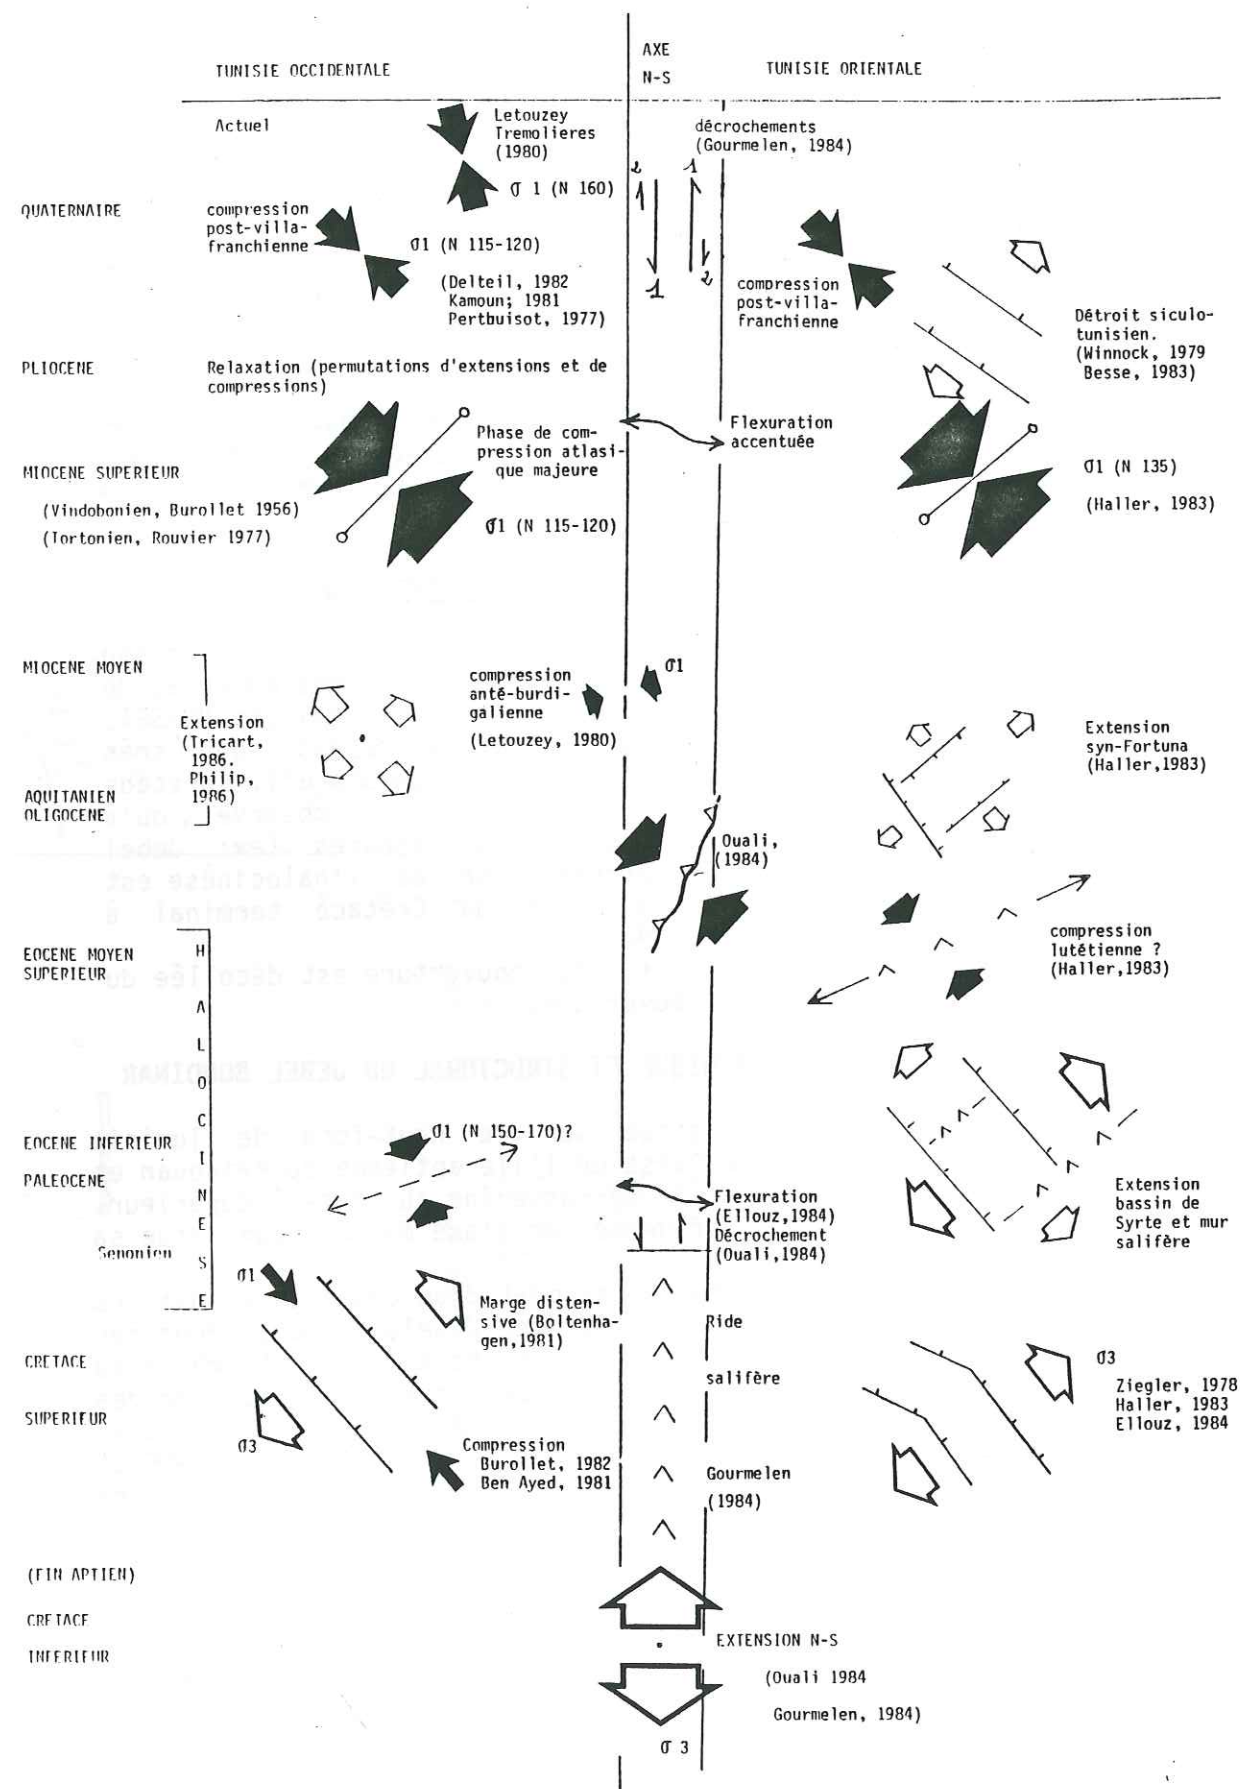 TUNISIE OCCIDENTALE
AXE
N-S
TUNISIE ORIENTALE
Actuel
Letouzey
Tremolieres
(1980)
σ 1 (N 160)
décrochements
(Gourmelen, 1984)
2
1
1
2
QUATERNAIRE
compression
post-villa-
franchienne
σ1 (N 115-120)
(Delteil, 1982
Kamoun; 1981
Pertbuisot, 1977)
compression
post-villa-
franchienne
Détroit siculo-
tunisien.
(Winnock, 1979
Besse, 1983)
PLIOCENE
Relaxation (permutations d'extensions et de
compressions)
Phase de com-
pression atlasi-
que majeure
Flexuration
accentuée
MIOCENE SUPERIEUR
(Vindobonien, Burollet 1956)
(Tortonien, Rouvier 1977)
σ1 (N 115-120)
σ1 (N 135)
(Haller, 1983)
MIOCENE MOYEN
Extension
(Tricart,
1986.
Philip,
1986)
compression
anté-burdi-
galienne
(Letouzey, 1980)
σ1
Extension
syn-Fortuna
(Haller,1983)
AQUITANIEN
OLIGOCENE
Ouali,
(1984)
EOCENE MOYEN
SUPERIEUR
compression
lutétienne ?
(Haller,1983)
H
A
L
O
C
I
N
E
S
E
EOCENE INFERIEUR
σ1 (N 150-170)?
PALEOCENE
Flexuration
(Ellouz,1984)
Décrochement
(Ouali,1984)
Extension
bassin de
Syrte et mur
salifère
Senonien
σ1
Marge disten-
sive (Boltenha-
gen,1981)
Ride
salifère
CRETACE
SUPERIEUR
σ3
Compression
Burollet, 1982
Ben Ayed, 1981
Gourmelen
(1984)
σ3
Ziegler, 1978
Haller, 1983
Ellouz, 1984
(FIN APTIEN)
CRETACE
INFERIEUR
EXTENSION N-S
(Ouali 1984
Gourmelen, 1984)
σ 3